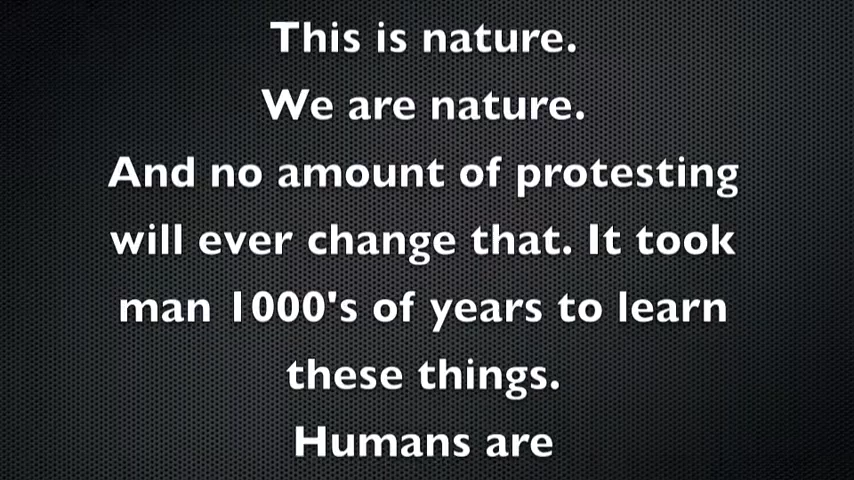 This is nature.
We are nature.
And no amount of protesting
will ever change that. It took
man 1000's of years to learn
these things.
Humans are